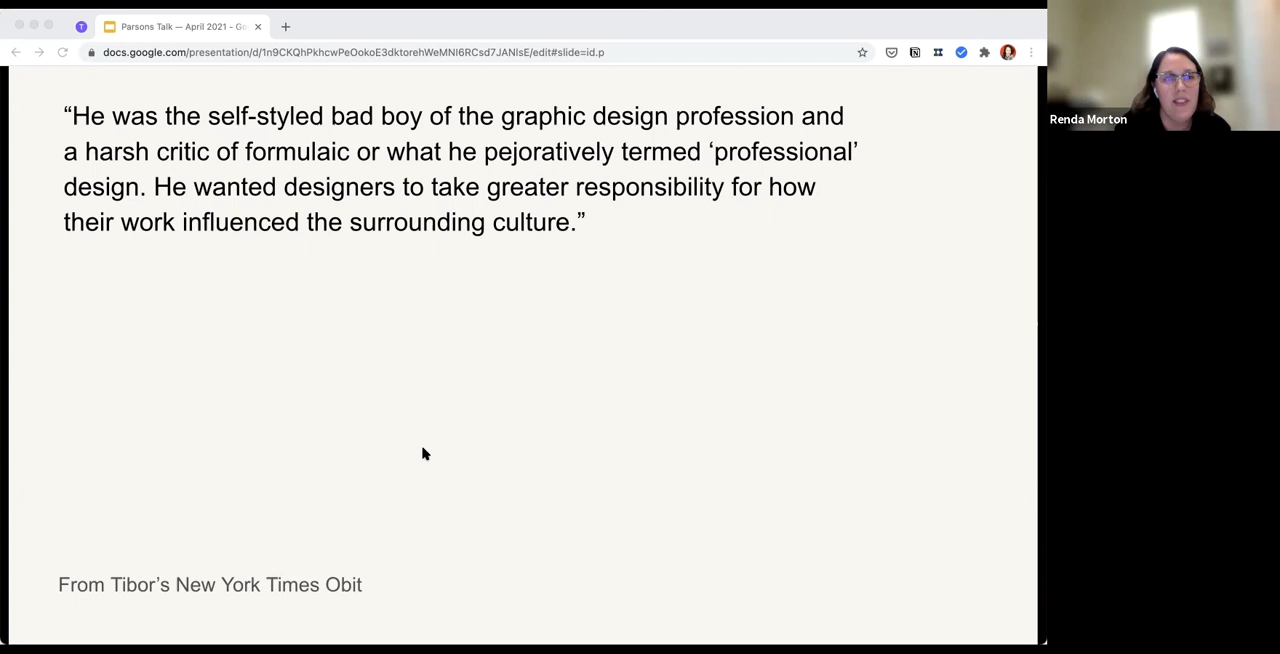 T
Parsons Talk — April 2021 - Go
docs.google.com/presentation/d/1n9CKQhPkhcwPeOokoE3dktorehWeMNI6RCsd7JANIsE/edit#slide=id.p
Renda Morton
“He was the self-styled bad boy of the graphic design profession and
a harsh critic of formulaic or what he pejoratively termed ‘professional’
design. He wanted designers to take greater responsibility for how
their work influenced the surrounding culture.”
From Tibor’s New York Times Obit